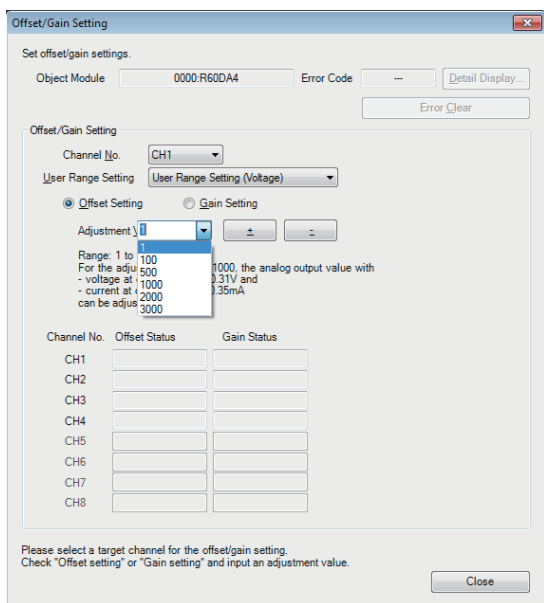 Offset/Gain Setting
Set offset/gain settings.
Object Module 0000:R60DA4 Error Code --- Detail Display...
Error Clear
Offset/Gain Setting
Channel No. CH1
User Range Setting User Range Setting (Voltage)
Offset Setting Gain Setting
Adjustment 1 + -
1
100
500
1000
2000
3000
Range: 1 to
For the adju 1000, the analog output value with
- voltage at 0.31V and
- current at 0.35mA
can be adjus
Channel No. Offset Status Gain Status
CH1
CH2
CH3
CH4
CH5
CH6
CH7
CH8
Please select a target channel for the offset/gain setting.
Check "Offset setting" or "Gain setting" and input an adjustment value.
Close